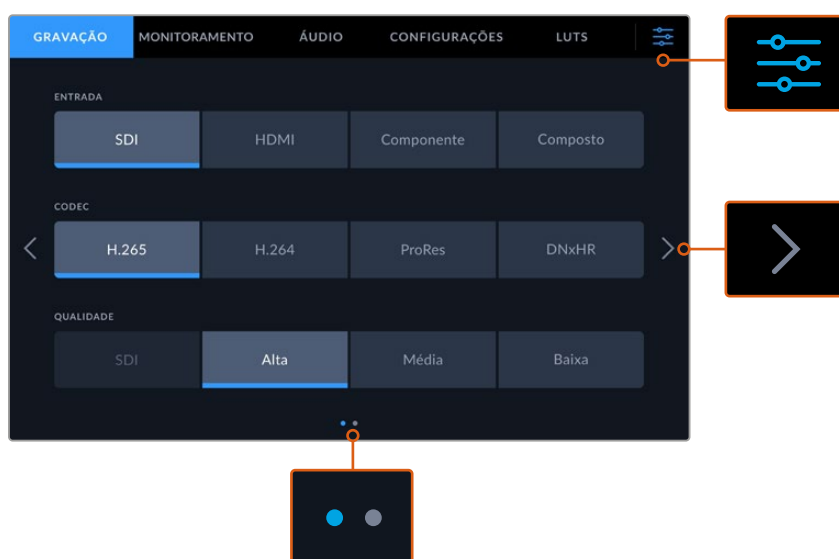 GRAVAÇÃO MONITORAMENTO ÁUDIO CONFIGURAÇÕES LUTS
ENTRADA
SDI HDMI Componente Composto
CODEC
H.265 H.264 ProRes DNxHR
QUALIDADE
SDI Alta Média Baixa